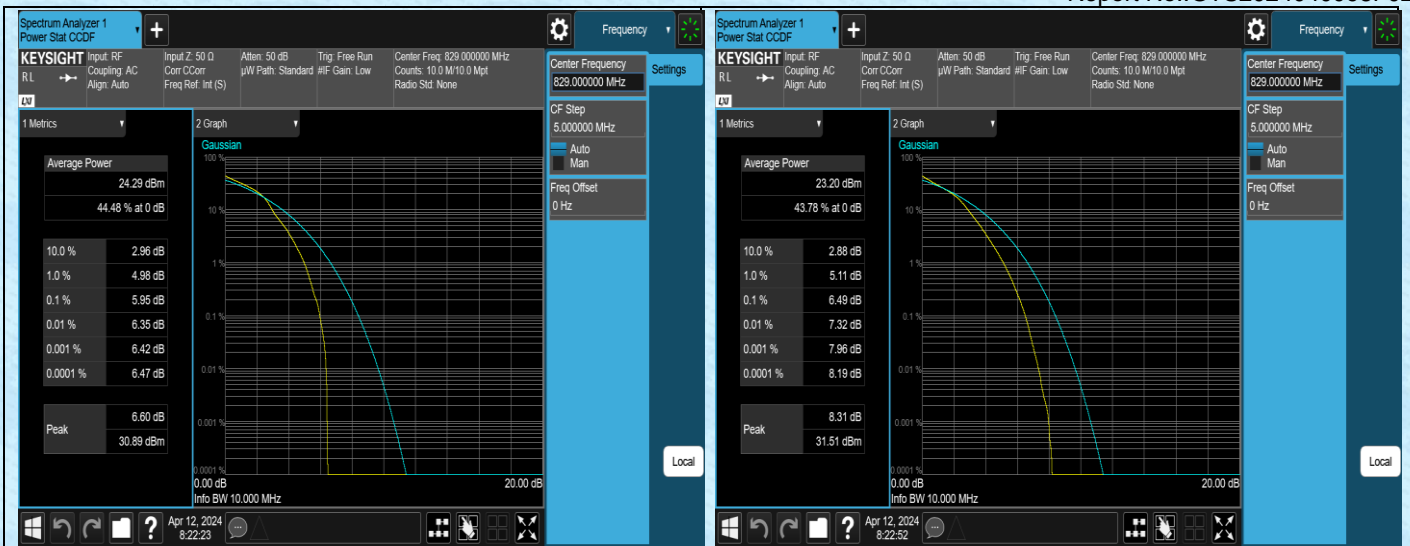 Spectrum Analyzer 1
Power Stat CCDF
+
Frequency
KEYSIGHT
RL
LXI
Input: RF
Coupling: AC
Align: Auto
Input Z: 50 Ω
Corr CCorr
Freq Ref: Int (S)
Atten: 50 dB
µW Path: Standard
Trig: Free Run
#IF Gain: Low
Center Freq: 829.000000 MHz
Counts: 10.0 M/10.0 Mpt
Radio Std: None
Center Frequency
829.000000 MHz
Settings
CF Step
5.000000 MHz
Auto
Man
Freq Offset
0 Hz
1 Metrics
2 Graph
Average Power
24.29 dBm
44.48 % at 0 dB
10.0 % 2.96 dB
1.0 % 4.98 dB
0.1 % 5.95 dB
0.01 % 6.35 dB
0.001 % 6.42 dB
0.0001 % 6.47 dB
Peak
6.60 dB
30.89 dBm
Gaussian
100 %
10 %
1 %
0.1 %
0.01 %
0.001 %
0.0001 %
0.00 dB
20.00 dB
Info BW 10.000 MHz
Local
?
Apr 12, 2024
8:22:23
Spectrum Analyzer 1
Power Stat CCDF
+
Frequency
KEYSIGHT
RL
LXI
Input: RF
Coupling: AC
Align: Auto
Input Z: 50 Ω
Corr CCorr
Freq Ref: Int (S)
Atten: 50 dB
µW Path: Standard
Trig: Free Run
#IF Gain: Low
Center Freq: 829.000000 MHz
Counts: 10.0 M/10.0 Mpt
Radio Std: None
Center Frequency
829.000000 MHz
Settings
CF Step
5.000000 MHz
Auto
Man
Freq Offset
0 Hz
1 Metrics
2 Graph
Average Power
23.20 dBm
43.78 % at 0 dB
10.0 % 2.88 dB
1.0 % 5.11 dB
0.1 % 6.49 dB
0.01 % 7.32 dB
0.001 % 7.96 dB
0.0001 % 8.19 dB
Peak
8.31 dB
31.51 dBm
Gaussian
100 %
10 %
1 %
0.1 %
0.01 %
0.001 %
0.0001 %
0.00 dB
20.00 dB
Info BW 10.000 MHz
Local
?
Apr 12, 2024
8:22:52